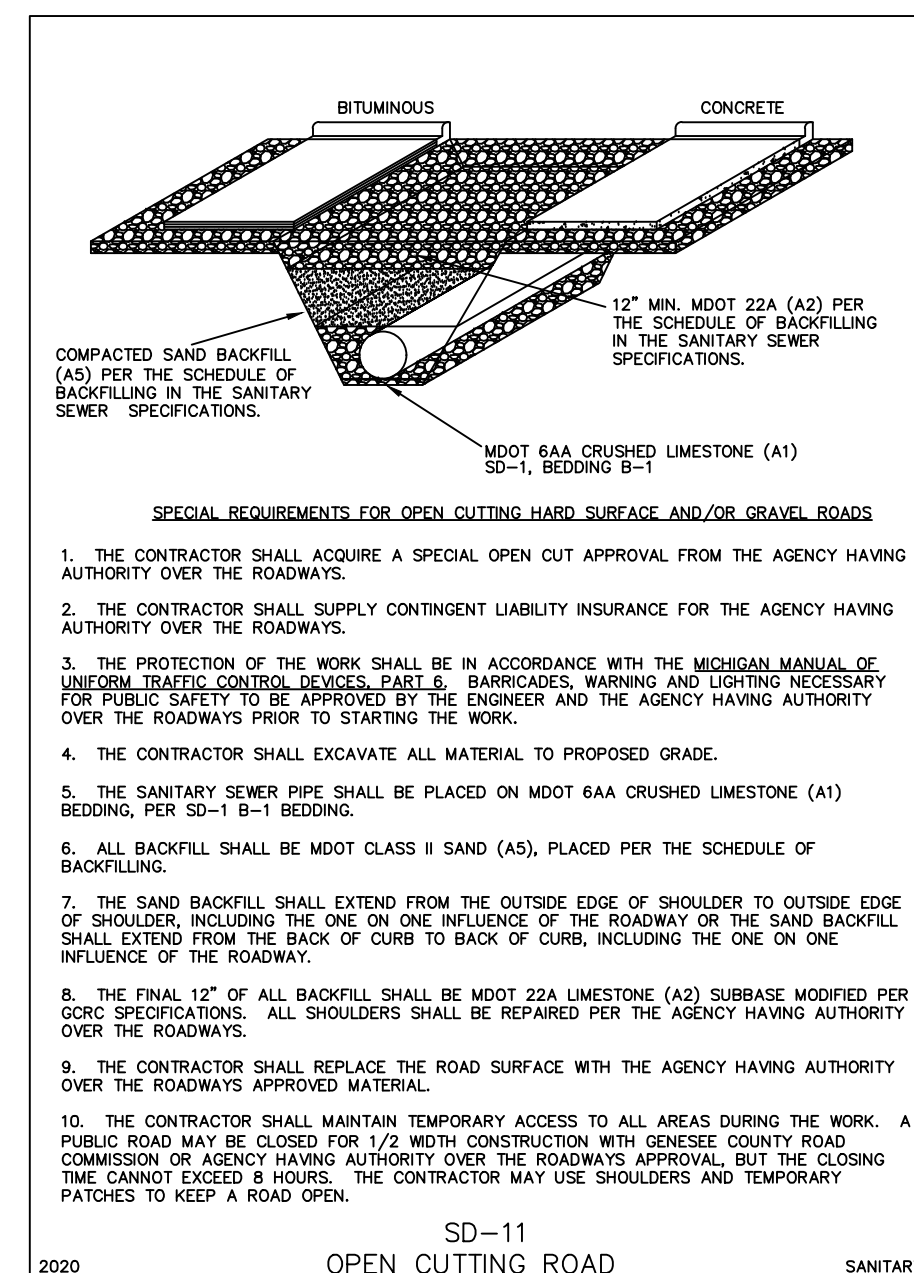 BITUMINOUS
CONCRETE
12" MIN. MDOT 22A (A2) PER
THE SCHEDULE OF BACKFILLING
IN THE SANITARY SEWER
SPECIFICATIONS.
COMPACTED SAND BACKFILL
(A5) PER THE SCHEDULE OF
BACKFILLING IN THE SANITARY
SEWER SPECIFICATIONS.
MDOT 6AA CRUSHED LIMESTONE (A1)
SD-1, BEDDING B-1
SPECIAL REQUIREMENTS FOR OPEN CUTTING HARD SURFACE AND/OR GRAVEL ROADS
1. THE CONTRACTOR SHALL ACQUIRE A SPECIAL OPEN CUT APPROVAL FROM THE AGENCY HAVING
AUTHORITY OVER THE ROADWAYS.
2. THE CONTRACTOR SHALL SUPPLY CONTINGENT LIABILITY INSURANCE FOR THE AGENCY HAVING
AUTHORITY OVER THE ROADWAYS.
3. THE PROTECTION OF THE WORK SHALL BE IN ACCORDANCE WITH THE MICHIGAN MANUAL OF
UNIFORM TRAFFIC CONTROL DEVICES, PART 6. BARRICADES, WARNING AND LIGHTING NECESSARY
FOR PUBLIC SAFETY TO BE APPROVED BY THE ENGINEER AND THE AGENCY HAVING AUTHORITY
OVER THE ROADWAYS PRIOR TO STARTING THE WORK.
4. THE CONTRACTOR SHALL EXCAVATE ALL MATERIAL TO PROPOSED GRADE.
5. THE SANITARY SEWER PIPE SHALL BE PLACED ON MDOT 6AA CRUSHED LIMESTONE (A1)
BEDDING, PER SD-1 B-1 BEDDING.
6. ALL BACKFILL SHALL BE MDOT CLASS II SAND (A5), PLACED PER THE SCHEDULE OF
BACKFILLING.
7. THE SAND BACKFILL SHALL EXTEND FROM THE OUTSIDE EDGE OF SHOULDER TO OUTSIDE EDGE
OF SHOULDER, INCLUDING THE ONE ON ONE INFLUENCE OF THE ROADWAY OR THE SAND BACKFILL
SHALL EXTEND FROM THE BACK OF CURB TO BACK OF CURB, INCLUDING THE ONE ON ONE
INFLUENCE OF THE ROADWAY.
8. THE FINAL 12" OF ALL BACKFILL SHALL BE MDOT 22A LIMESTONE (A2) SUBBASE MODIFIED PER
GCRC SPECIFICATIONS. ALL SHOULDERS SHALL BE REPAIRED PER THE AGENCY HAVING AUTHORITY
OVER THE ROADWAYS.
9. THE CONTRACTOR SHALL REPLACE THE ROAD SURFACE WITH THE AGENCY HAVING AUTHORITY
OVER THE ROADWAYS APPROVED MATERIAL.
10. THE CONTRACTOR SHALL MAINTAIN TEMPORARY ACCESS TO ALL AREAS DURING THE WORK. A
PUBLIC ROAD MAY BE CLOSED FOR 1/2 WIDTH CONSTRUCTION WITH GENESEE COUNTY ROAD
COMMISSION OR AGENCY HAVING AUTHORITY OVER THE ROADWAYS APPROVAL, BUT THE CLOSING
TIME CANNOT EXCEED 8 HOURS. THE CONTRACTOR MAY USE SHOULDERS AND TEMPORARY
PATCHES TO KEEP A ROAD OPEN.
SD-11
2020 OPEN CUTTING ROAD SANITAR